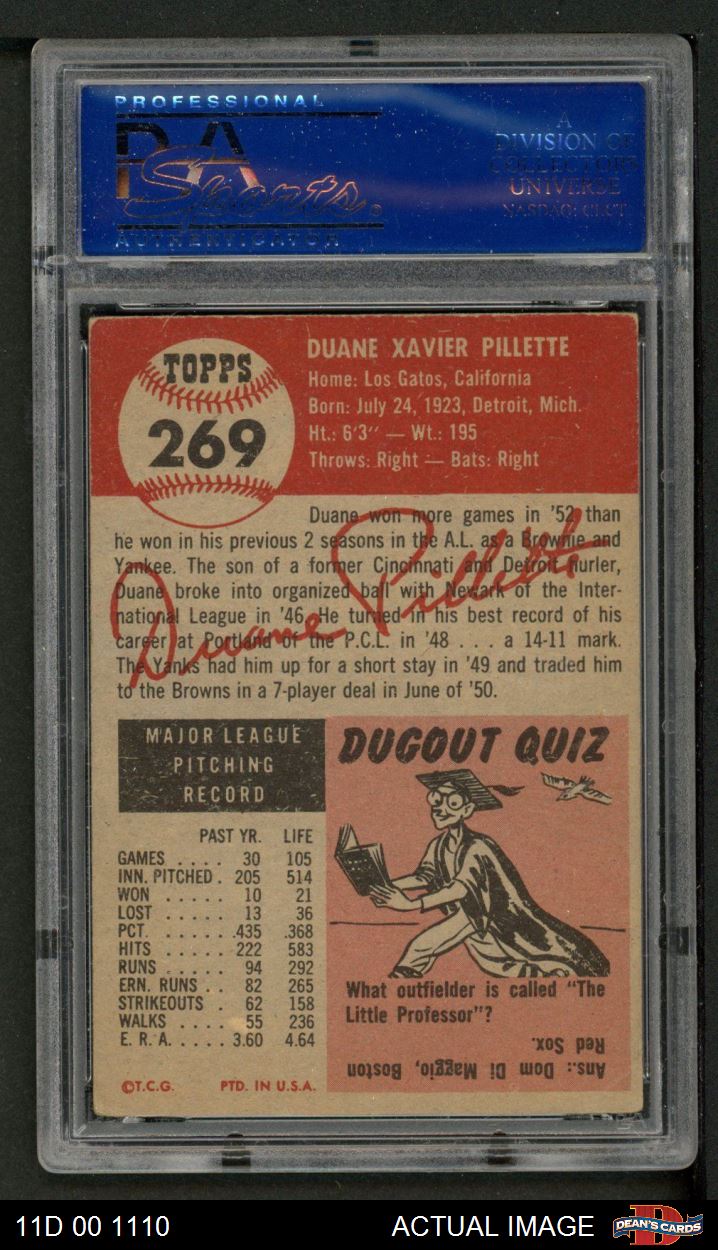 PROFESSIONAL
PSA
Sports®
AUTHENTICATOR
A
DIVISION OF
COLLECTORS
UNIVERSE
NASDAQ: CLCT
TOPPS
269
DUANE XAVIER PILLETTE
Home: Los Gatos, California
Born: July 24, 1923, Detroit, Mich.
Ht.: 6'3'' — Wt.: 195
Throws: Right — Bats: Right
Duane won more games in '52 than
he won in his previous 2 seasons in the A.L. as a Brownie and
Yankee. The son of a former Cincinnati and Detroit hurler,
Duane broke into organized ball with Newark of the Inter-
national League in '46. He turned in his best record of his
career at Portland of the P.C.L. in '48 . . . a 14-11 mark.
The Yanks had him up for a short stay in '49 and traded him
to the Browns in a 7-player deal in June of '50.
Duane Pillette
MAJOR LEAGUE
PITCHING
RECORD
PAST YR. LIFE
GAMES . . . . 30 105
INN. PITCHED . 205 514
WON . . . . . 10 21
LOST . . . . . 13 36
PCT. . . . . . .435 .368
HITS . . . . . 222 583
RUNS . . . . . 94 292
ERN. RUNS . . 82 265
STRIKEOUTS . 62 158
WALKS . . . . 55 236
E. R. A. . . . . 3.60 4.64
©T.C.G. PTD. IN U.S.A.
DUGOUT QUIZ
What outfielder is called "The
Little Professor"?
Ans.: Dom Di Maggio, Boston
Red Sox.
11D 00 1110 ACTUAL IMAGE
DEAN'S CARDS